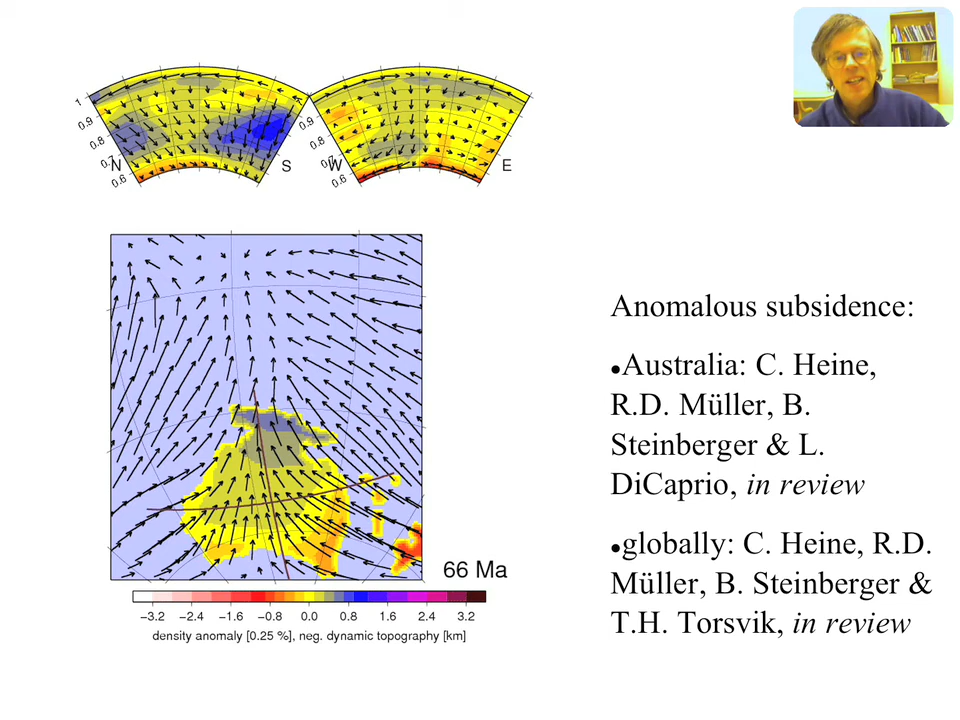 1
0.9
0.8
0.7
0.6
N
S
0.9
0.8
0.7
0.6
W
E
Anomalous subsidence:
●Australia: C. Heine,
R.D. Müller, B.
Steinberger & L.
DiCaprio, in review
●globally: C. Heine, R.D.
Müller, B. Steinberger &
T.H. Torsvik, in review
66 Ma
−3.2 −2.4 −1.6 −0.8 0.0 0.8 1.6 2.4 3.2
density anomaly [0.25 %], neg. dynamic topography [km]